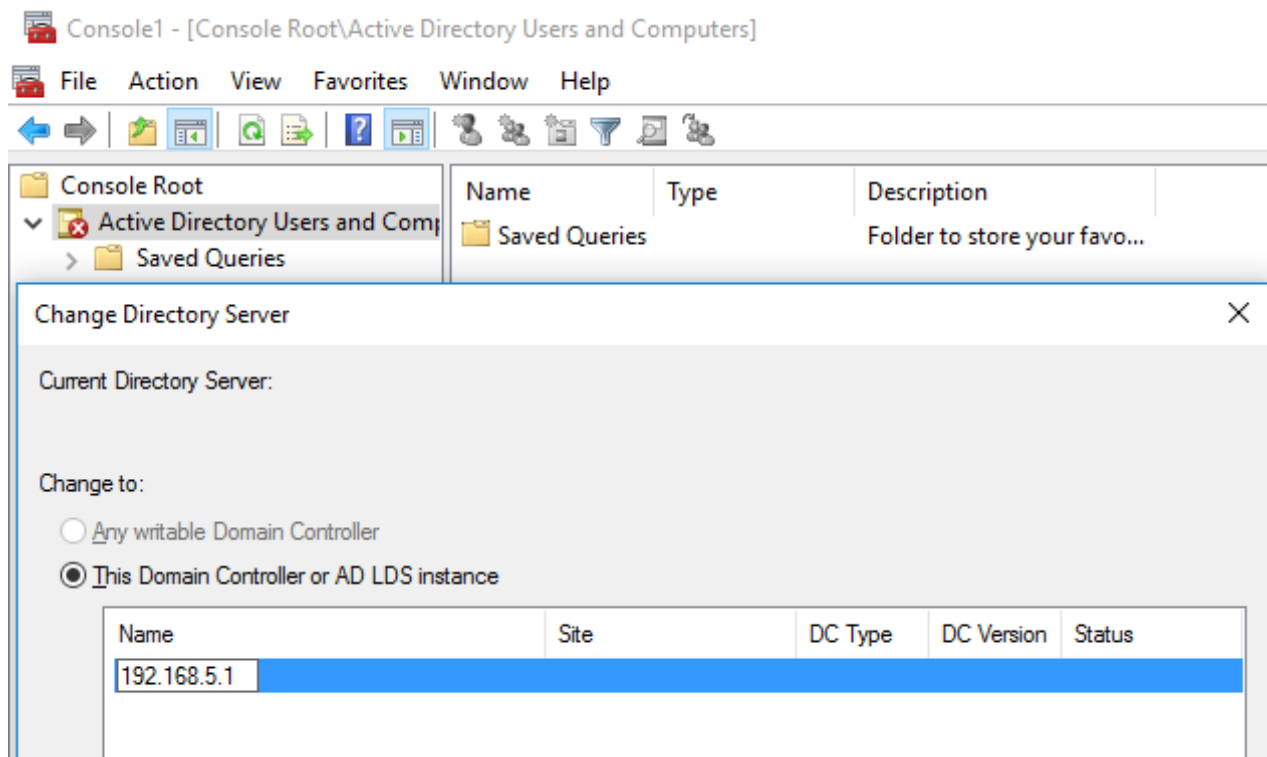 Console1 - [Console Root\Active Directory Users and Computers]
File Action View Favorites Window Help
Console Root
Active Directory Users and Comp
Saved Queries
Name Type Description
Saved Queries Folder to store your favo...
Change Directory Server
Current Directory Server:
Change to:
Any writable Domain Controller
This Domain Controller or AD LDS instance
Name Site DC Type DC Version Status
192.168.5.1